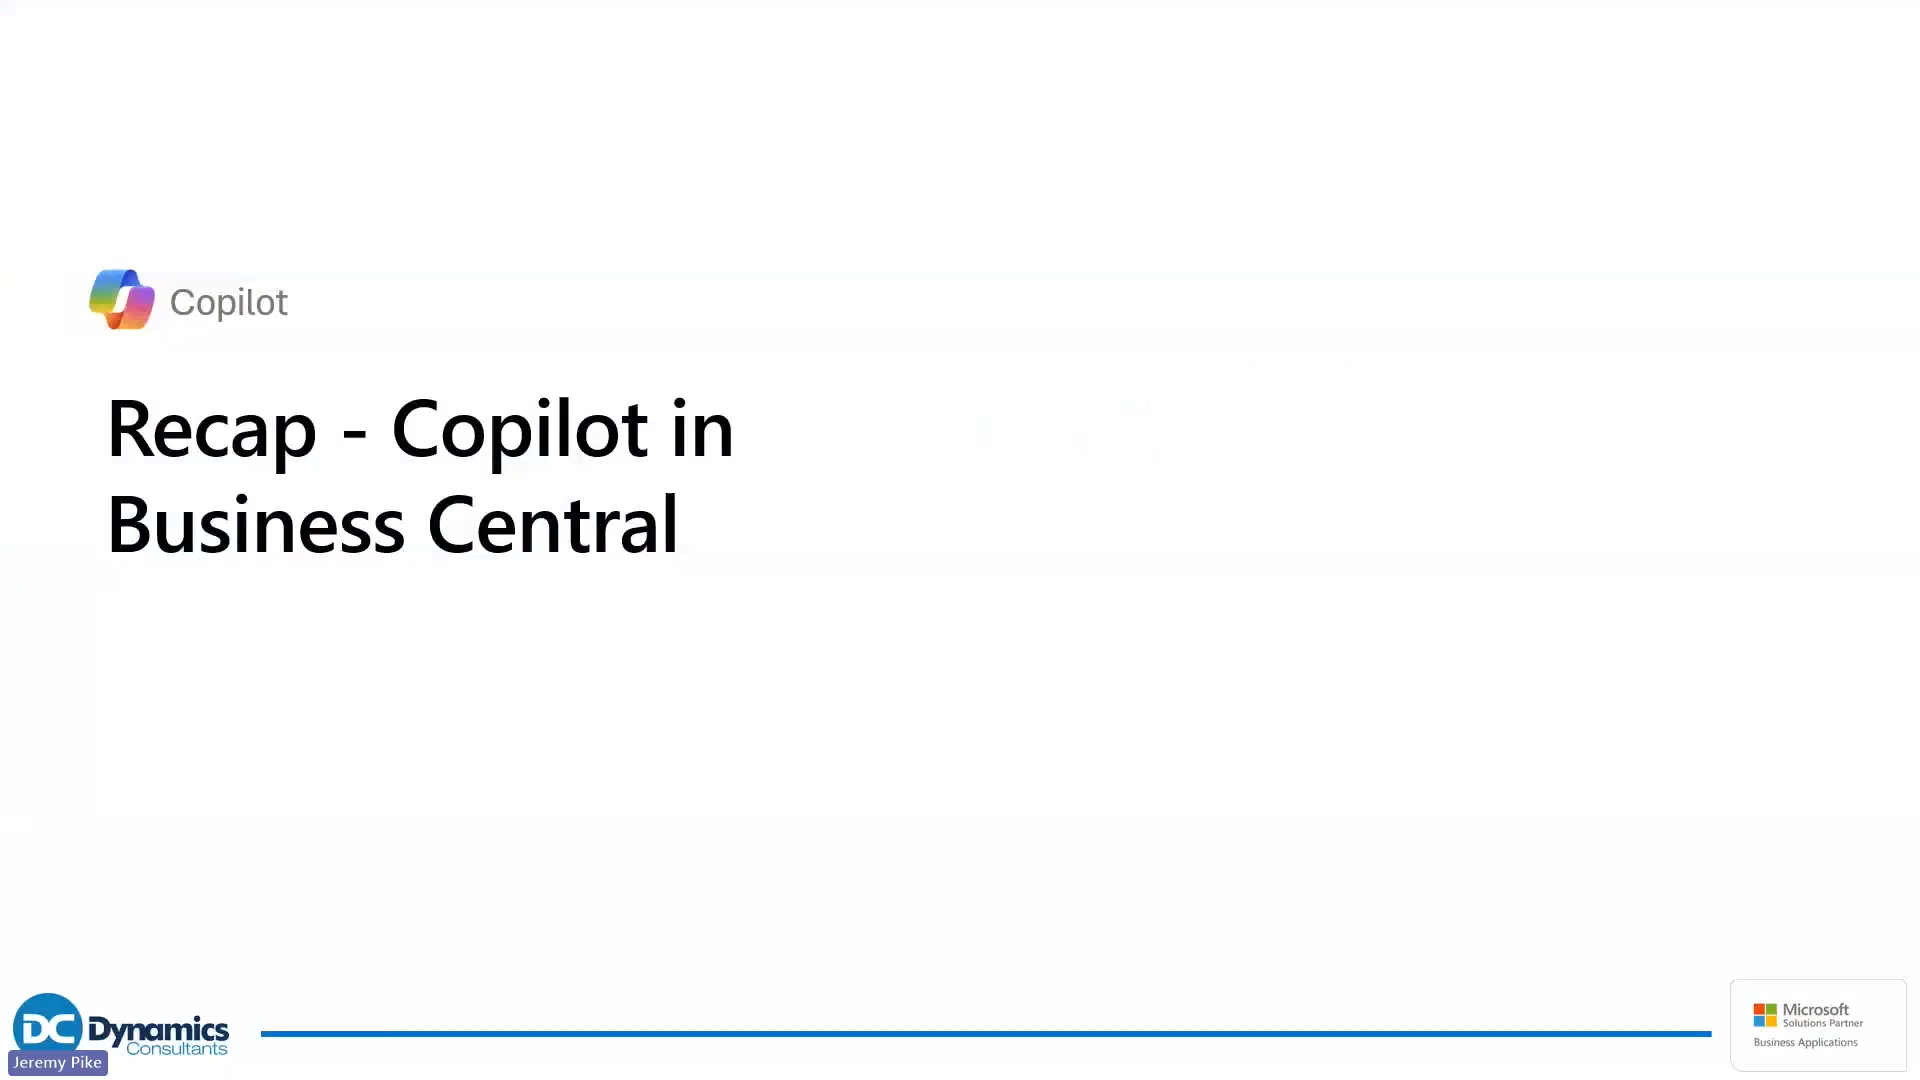 Copilot
Recap - Copilot in
Business Central
DC Dynamics
Consultants
Jeremy Pike
Microsoft
Solutions Partner
Business Applications